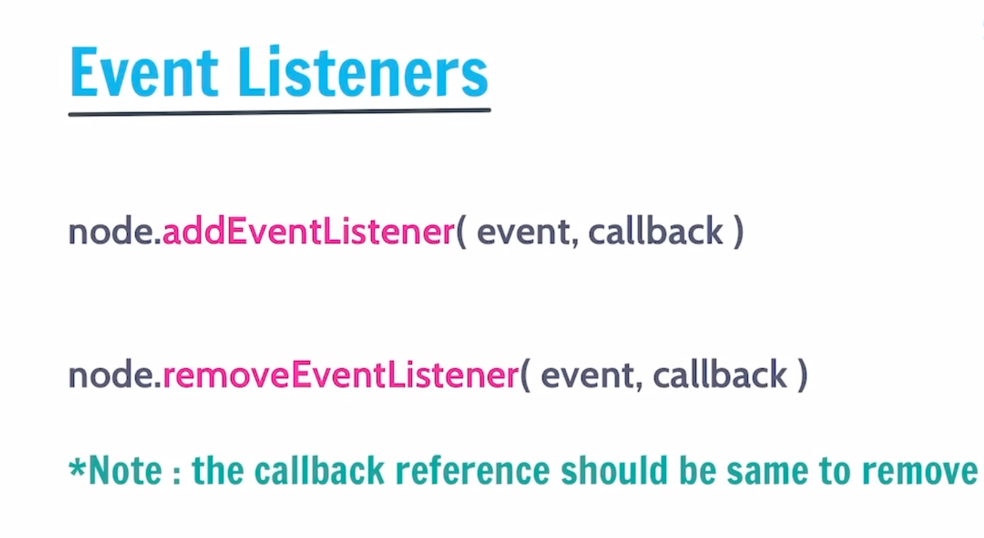 Event Listeners
node.addEventListener( event, callback )
node.removeEventListener( event, callback )
*Note : the callback reference should be same to remove